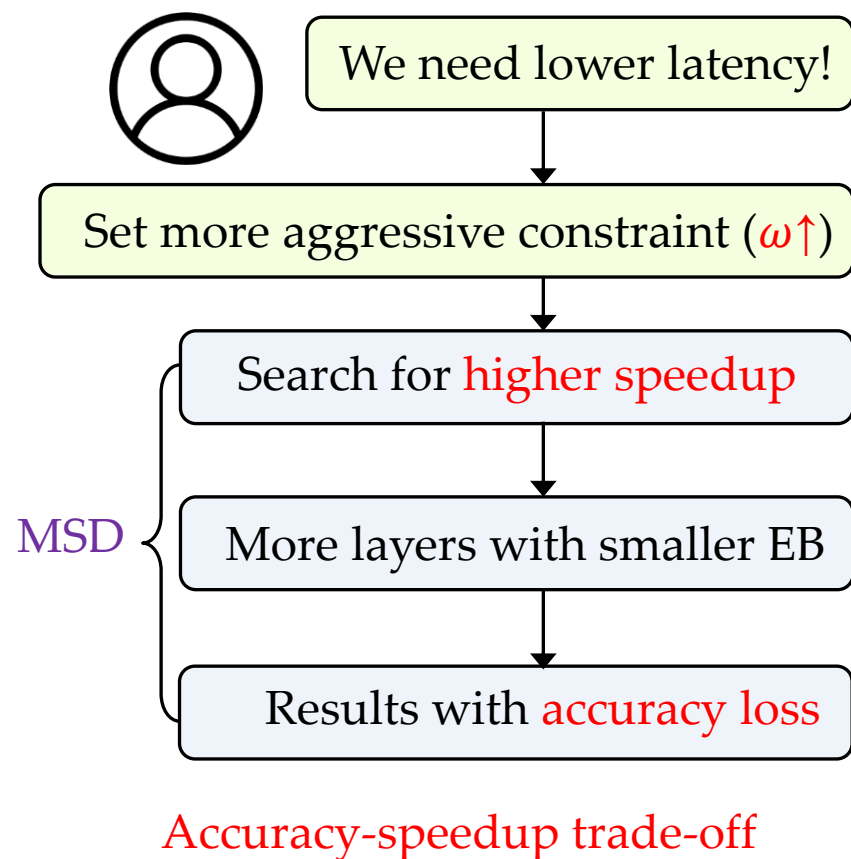 We need lower latency!
Set more aggressive constraint (ω↑)
Search for higher speedup
MSD
More layers with smaller EB
Results with accuracy loss
Accuracy-speedup trade-off